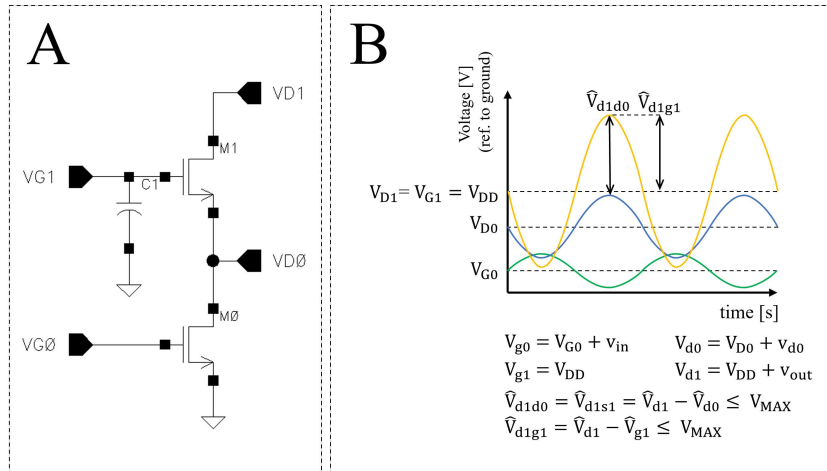 A
VD1
M1
VG1
C1
VDØ
MØ
VGØ
B
Voltage [V]
(ref. to ground)
V̂d1d0 V̂d1g1
VD1= VG1 = VDD
VD0
VG0
time [s]
Vg0 = VG0 + vin Vd0 = VD0 + vd0
Vg1 = VDD Vd1 = VDD + vout
V̂d1d0 = V̂d1s1 = V̂d1 − V̂d0 ≤ VMAX
V̂d1g1 = V̂d1 − V̂g1 ≤ VMAX